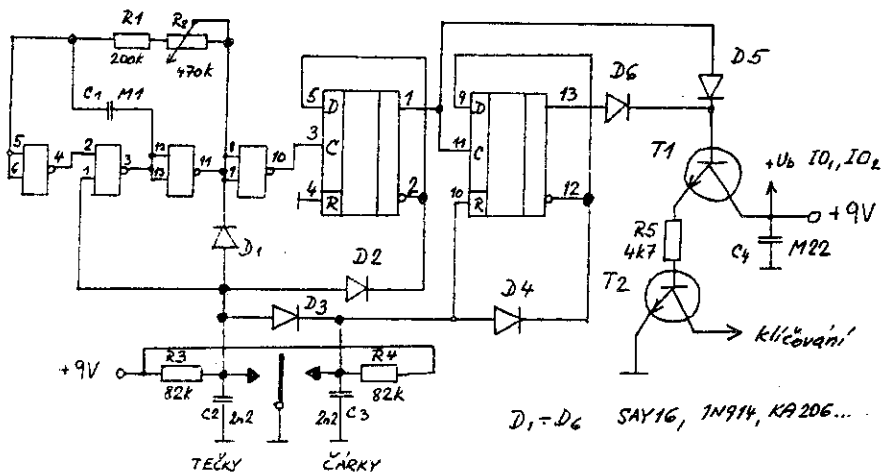 R1
200k
R2
470k
C1
M1
5
6
4
2
1
3
12
13
11
8
9
10
5
D
3
C
4
R
1
2
9
D
11
C
10
R
13
12
D6
D5
T1
+Ub IO1, IO2
+9V
C4
M22
R5
4k7
T2
klíčování
D1
D2
D3
D4
+9V
R3
82k
C2
2n2
TEČKY
R4
82k
C3
2n2
ČÁRKY
D1 ÷ D6 SAY16, 1N914, KA206...